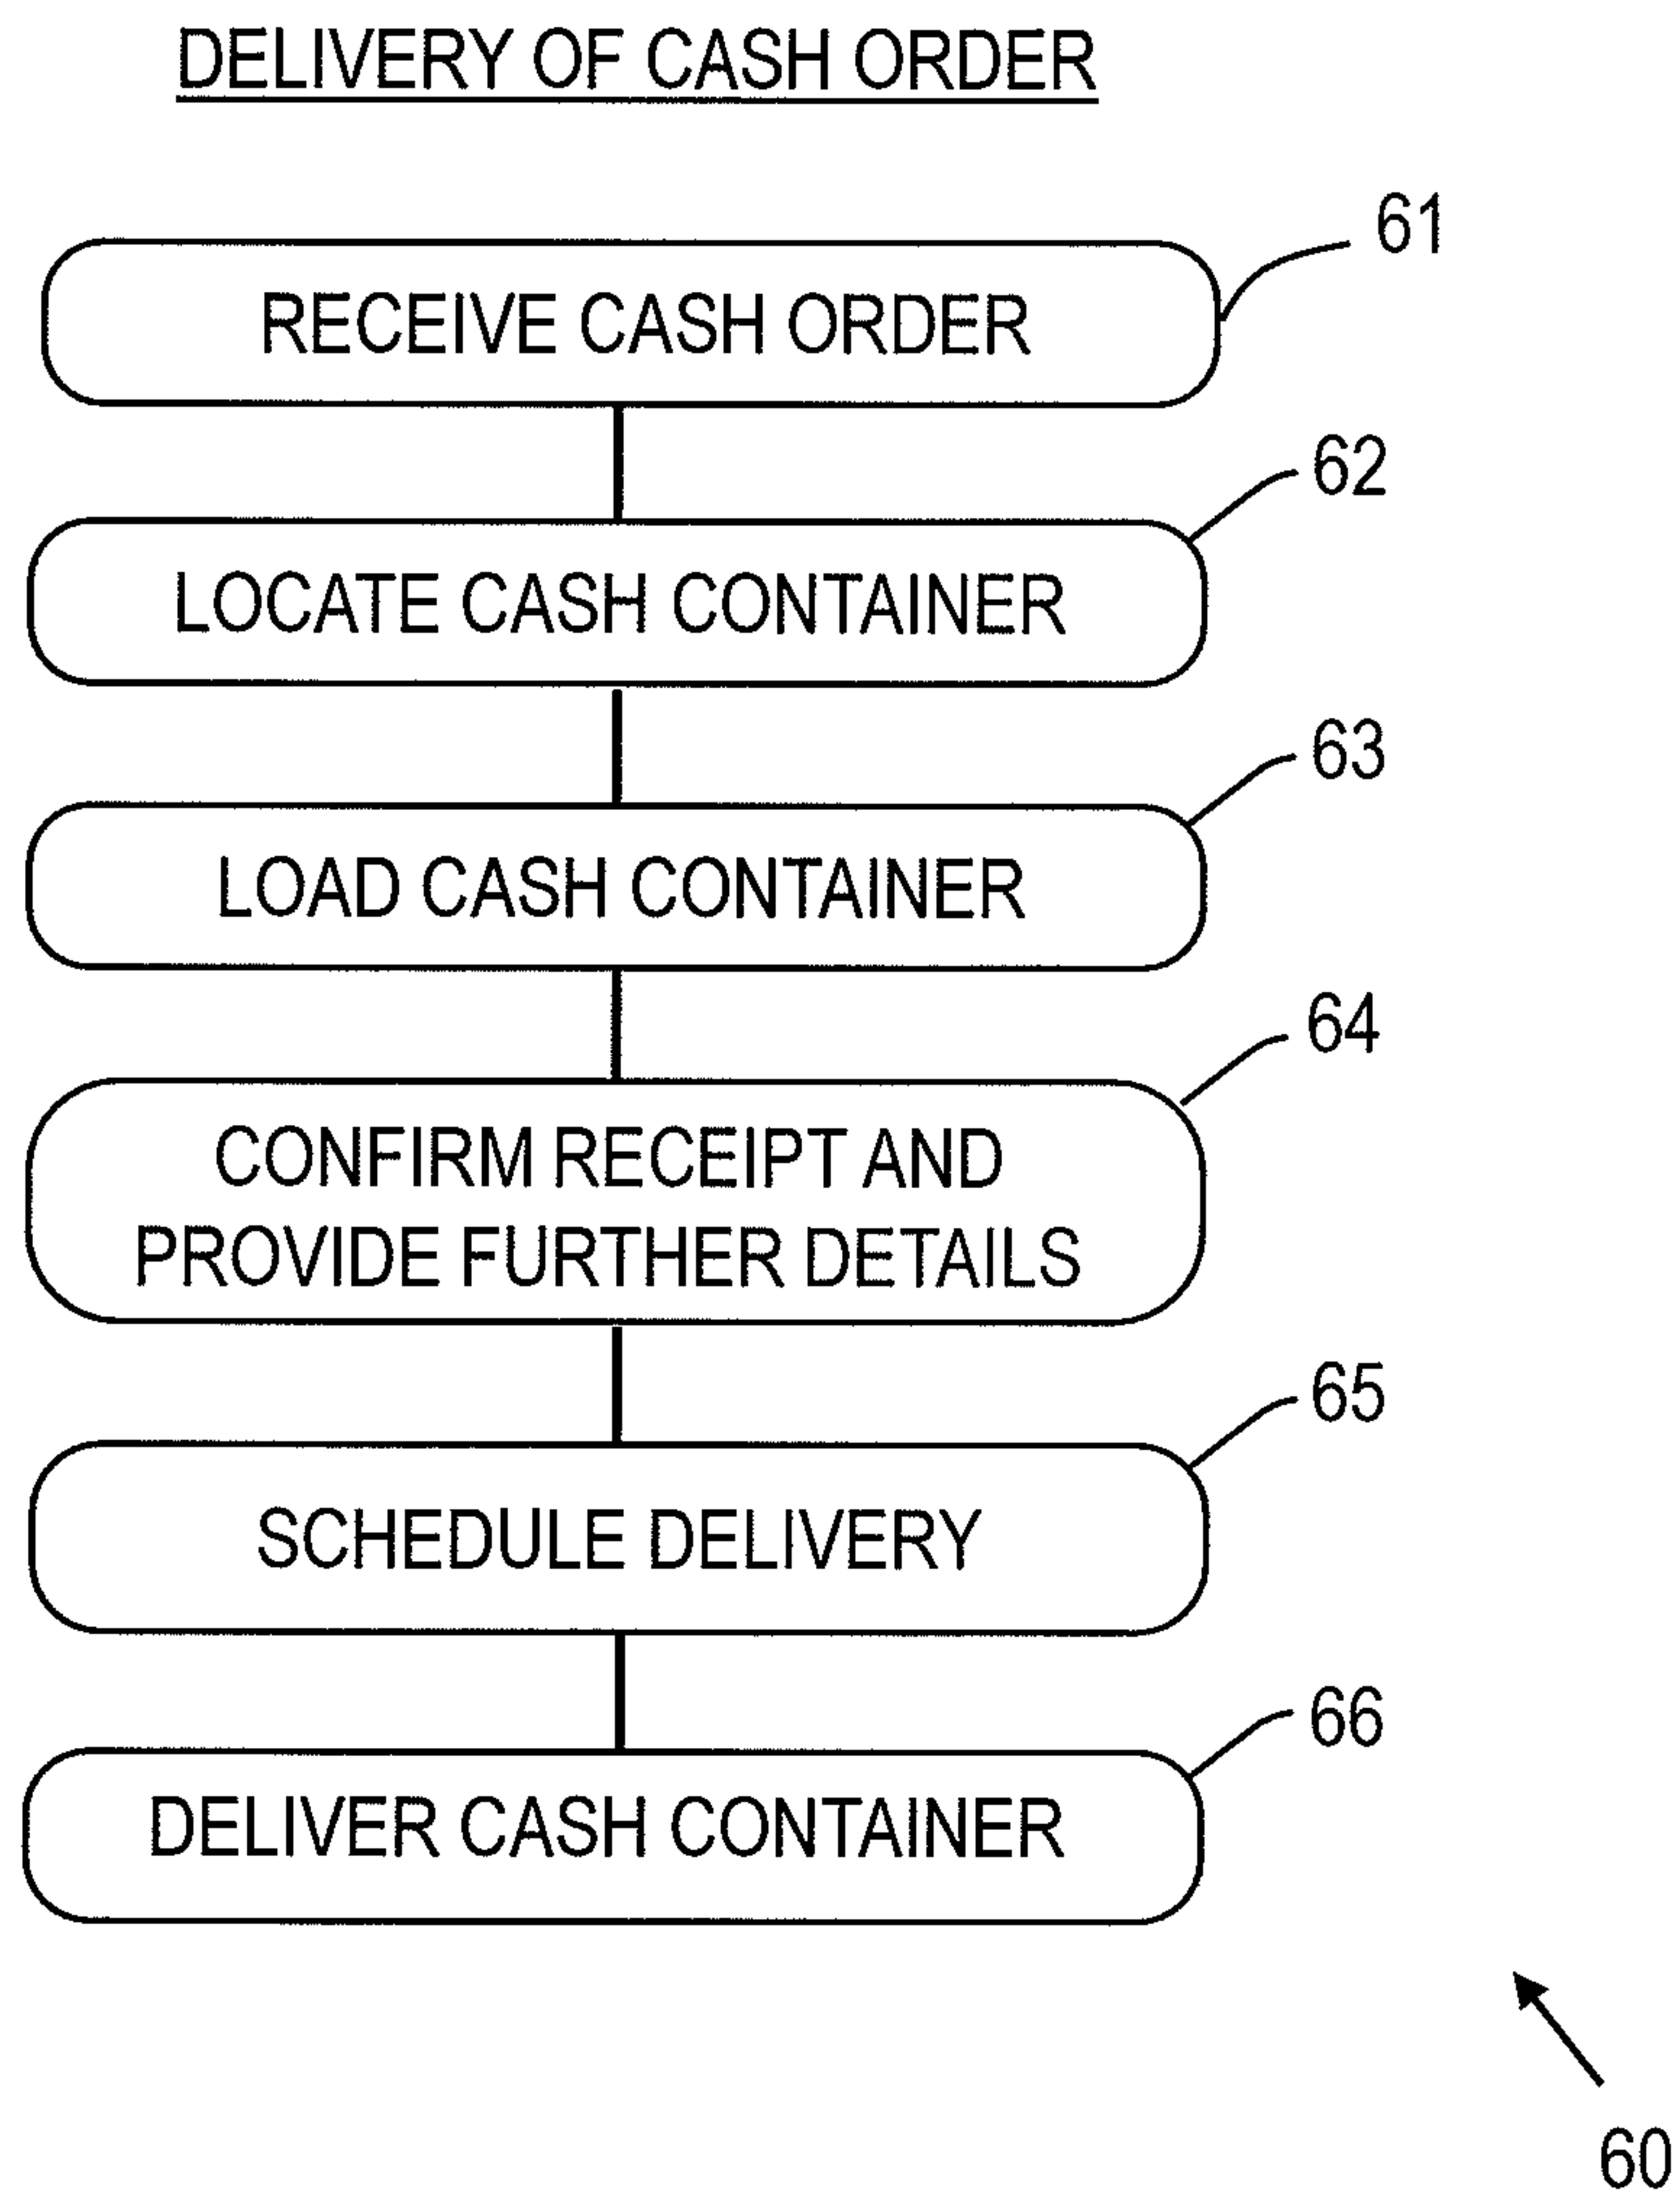 DELIVERY OF CASH ORDER
61
RECEIVE CASH ORDER
62
LOCATE CASH CONTAINER
63
LOAD CASH CONTAINER
64
CONFIRM RECEIPT AND
PROVIDE FURTHER DETAILS
65
SCHEDULE DELIVERY
66
DELIVER CASH CONTAINER
60